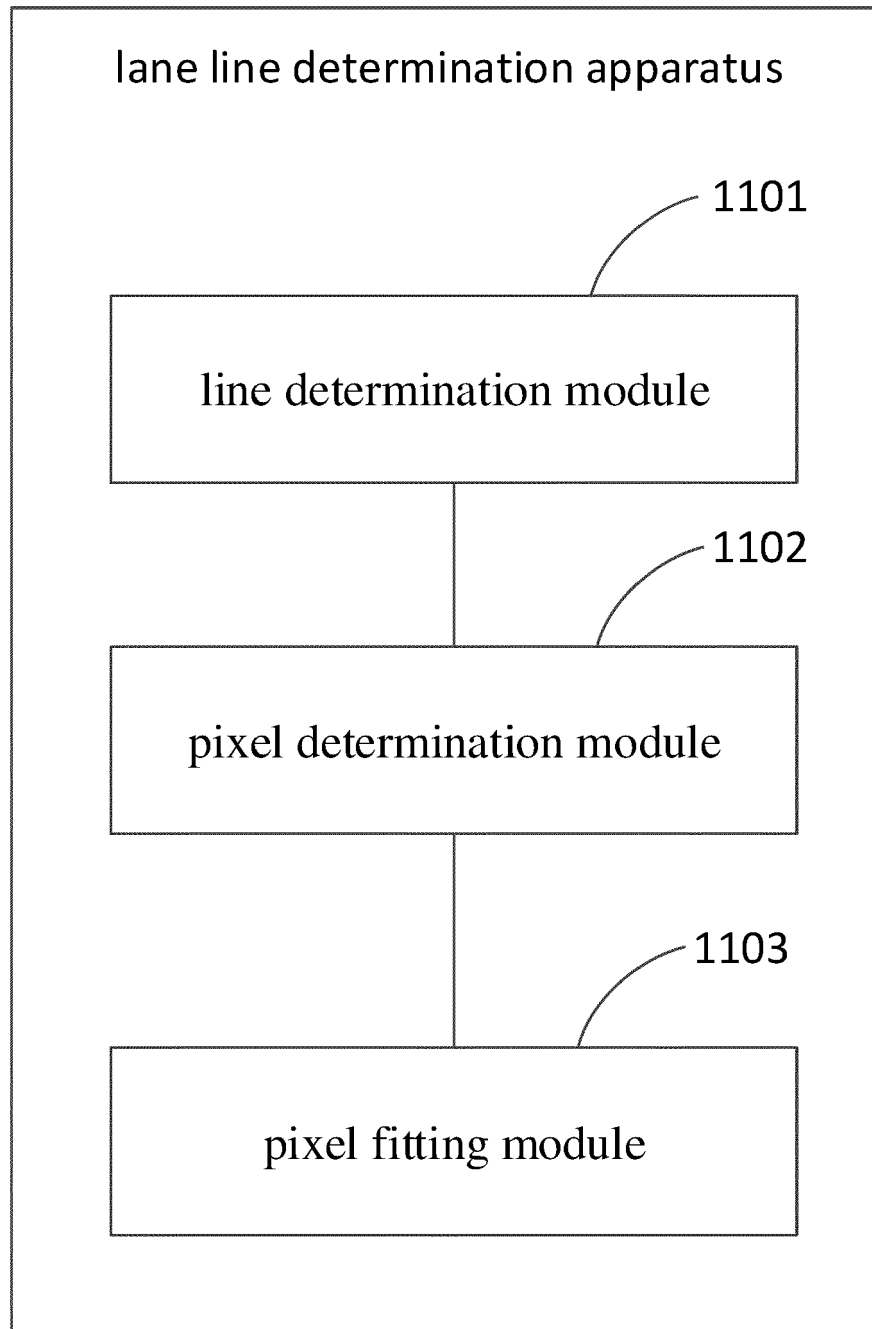 lane line determination apparatus
1101
line determination module
1102
pixel determination module
1103
pixel fitting module